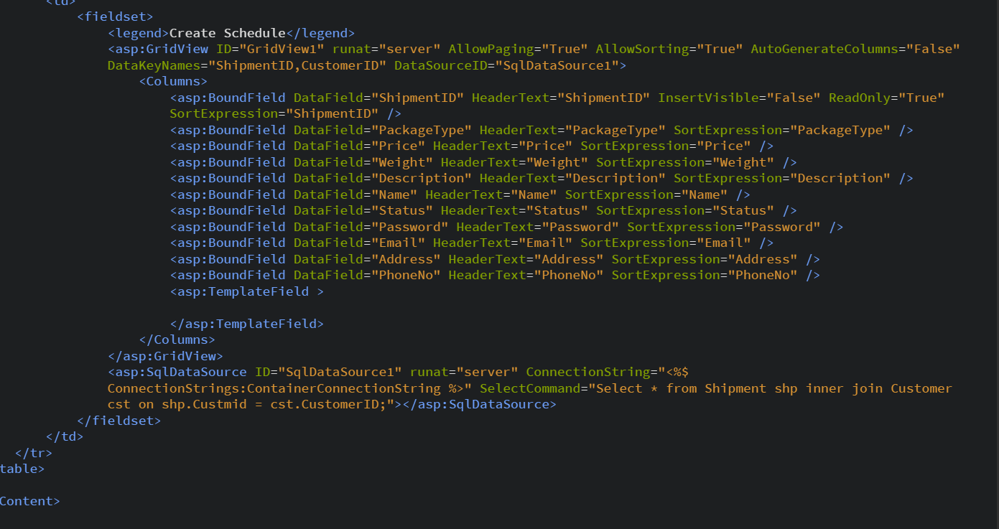 <td>
<fieldset>
<legend>Create Schedule</legend>
<asp:GridView ID="GridView1" runat="server" AllowPaging="True" AllowSorting="True" AutoGenerateColumns="False"
DataKeyNames="ShipmentID,CustomerID" DataSourceID="SqlDataSource1">
<Columns>
<asp:BoundField DataField="ShipmentID" HeaderText="ShipmentID" InsertVisible="False" ReadOnly="True"
SortExpression="ShipmentID" />
<asp:BoundField DataField="PackageType" HeaderText="PackageType" SortExpression="PackageType" />
<asp:BoundField DataField="Price" HeaderText="Price" SortExpression="Price" />
<asp:BoundField DataField="Weight" HeaderText="Weight" SortExpression="Weight" />
<asp:BoundField DataField="Description" HeaderText="Description" SortExpression="Description" />
<asp:BoundField DataField="Name" HeaderText="Name" SortExpression="Name" />
<asp:BoundField DataField="Status" HeaderText="Status" SortExpression="Status" />
<asp:BoundField DataField="Password" HeaderText="Password" SortExpression="Password" />
<asp:BoundField DataField="Email" HeaderText="Email" SortExpression="Email" />
<asp:BoundField DataField="Address" HeaderText="Address" SortExpression="Address" />
<asp:BoundField DataField="PhoneNo" HeaderText="PhoneNo" SortExpression="PhoneNo" />
<asp:TemplateField >
</asp:TemplateField>
</Columns>
</asp:GridView>
<asp:SqlDataSource ID="SqlDataSource1" runat="server" ConnectionString="<%$
ConnectionStrings:ContainerConnectionString %>" SelectCommand="Select * from Shipment shp inner join Customer
cst on shp.Custmid = cst.CustomerID;"></asp:SqlDataSource>
</fieldset>
</td>
</tr>
table>
Content>